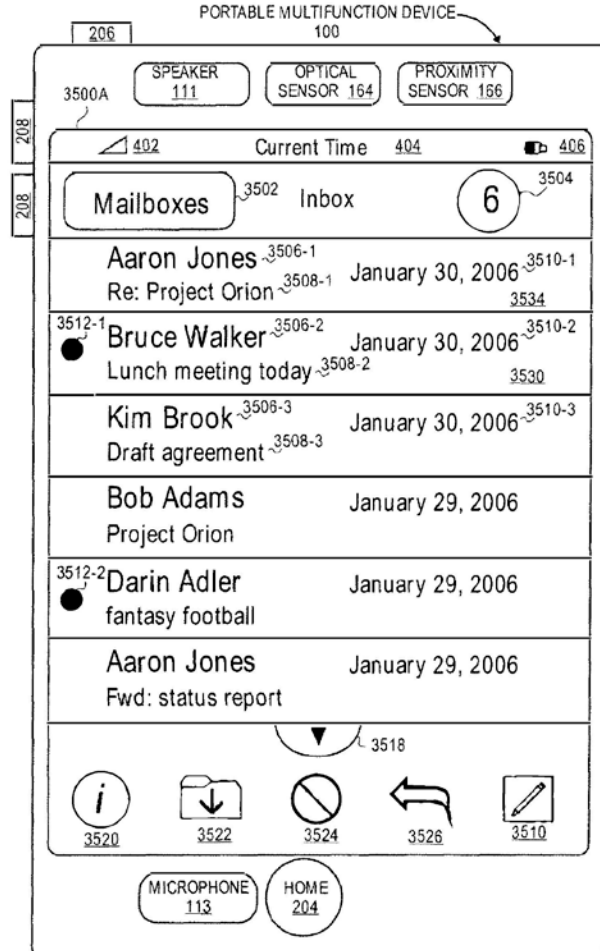 PORTABLE MULTIFUNCTION DEVICE
100
206
SPEAKER
111
OPTICAL
SENSOR 164
PROXIMITY
SENSOR 166
3500A
208
208
402
Current Time 404
406
Mailboxes
3502
Inbox
6
3504
Aaron Jones 3506-1
January 30, 2006 3510-1
Re: Project Orion 3508-1
3534
3512-1
Bruce Walker 3506-2
January 30, 2006 3510-2
Lunch meeting today 3508-2
3530
Kim Brook 3506-3
January 30, 2006 3510-3
Draft agreement 3508-3
Bob Adams
January 29, 2006
Project Orion
3512-2
Darin Adler
January 29, 2006
fantasy football
Aaron Jones
January 29, 2006
Fwd: status report
3518
i
3520
3522
3524
3526
3510
MICROPHONE
113
HOME
204